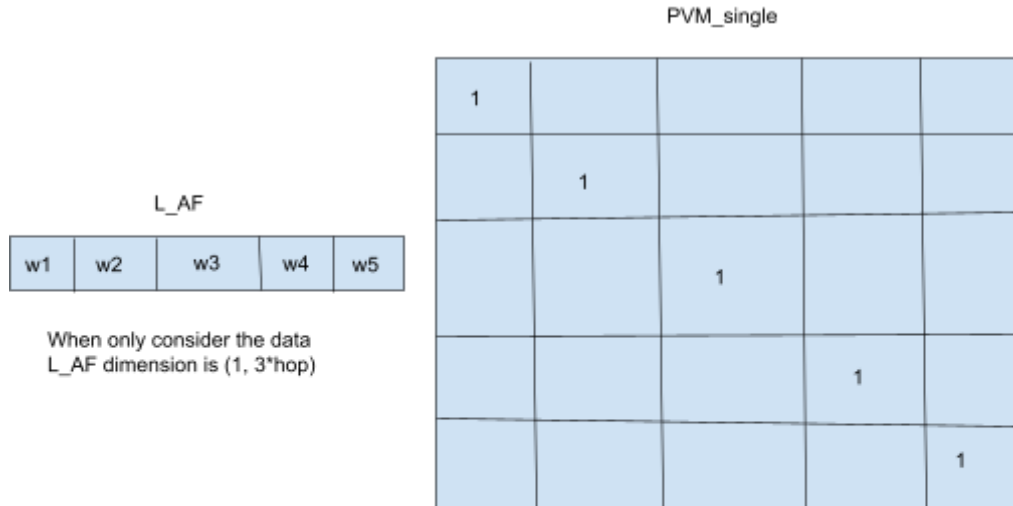 PVM_single
1
1
L_AF
w1 w2 w3 w4 w5
1
When only consider the data
L_AF dimension is (1, 3*hop)
1
1